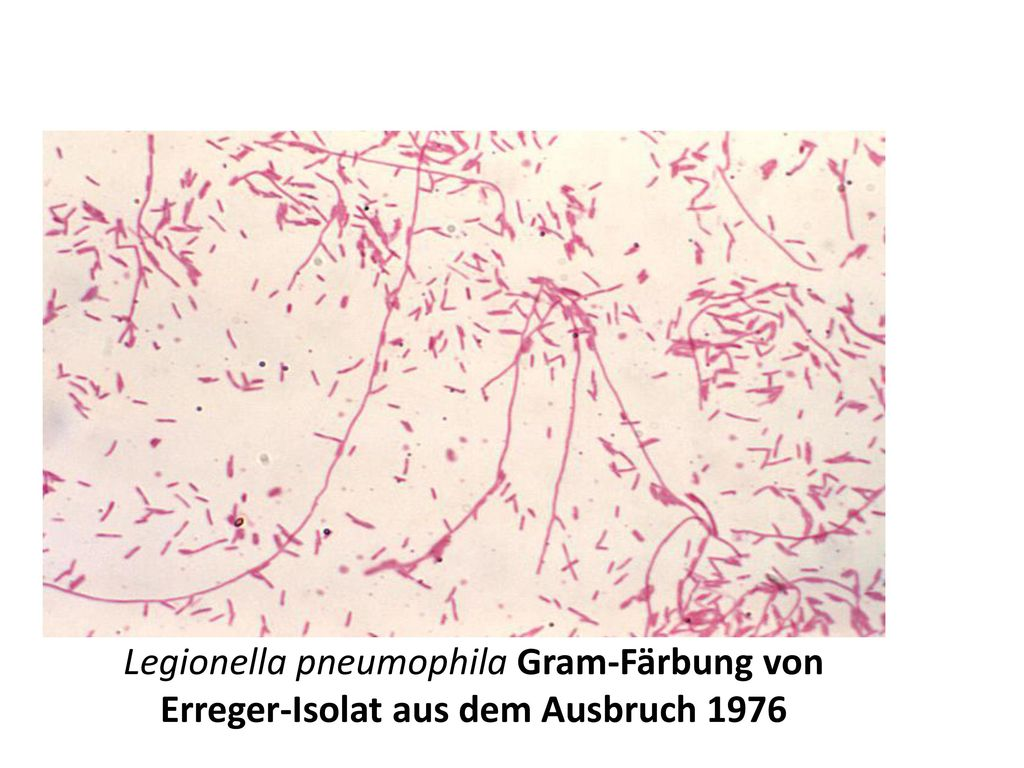 Legionella pneumophila Gram-Färbung von
Erreger-Isolat aus dem Ausbruch 1976